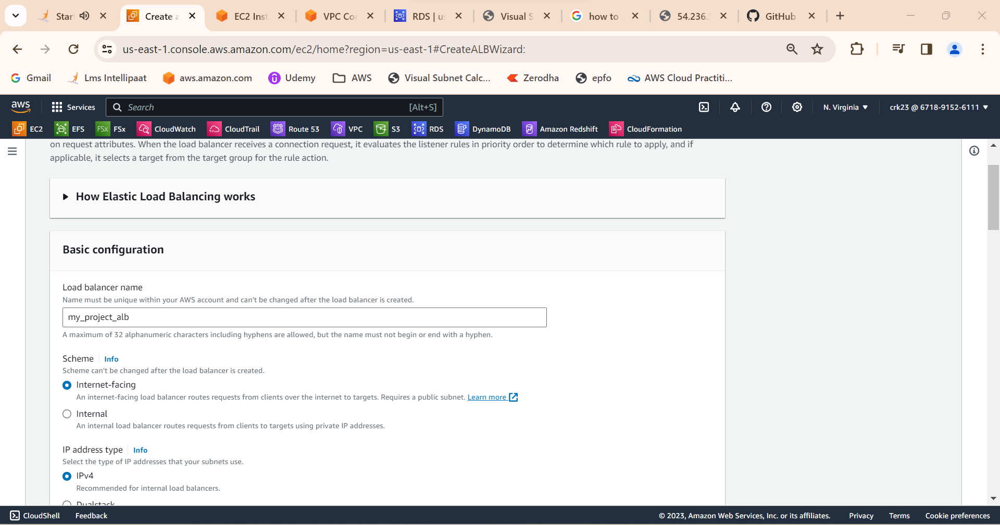 Star
Create a
EC2 Inst
VPC Co
RDS | u
Visual S
how to
54.236.
GitHub
us-east-1.console.aws.amazon.com/ec2/home?region=us-east-1#CreateALBWizard:
Gmail
Lms Intellipaat
aws.amazon.com
Udemy
AWS
Visual Subnet Calc...
Zerodha
epfo
AWS Cloud Practiti...
aws
Services
Search
[Alt+S]
N. Virginia
crk23 @ 6718-9152-6111
EC2
EFS
FSx
FSx
CloudWatch
CloudTrail
Route 53
VPC
S3
RDS
DynamoDB
Amazon Redshift
CloudFormation
on request attributes. When the load balancer receives a connection request, it evaluates the listener rules in priority order to determine which rule to apply, and if
applicable, it selects a target from the target group for the rule action.
How Elastic Load Balancing works
Basic configuration
Load balancer name
Name must be unique within your AWS account and can't be changed after the load balancer is created.
my_project_alb
A maximum of 32 alphanumeric characters including hyphens are allowed, but the name must not begin or end with a hyphen.
Scheme Info
Scheme can't be changed after the load balancer is created.
Internet-facing
An internet-facing load balancer routes requests from clients over the internet to targets. Requires a public subnet. Learn more
Internal
An internal load balancer routes requests from clients to targets using private IP addresses.
IP address type Info
Select the type of IP addresses that your subnets use.
IPv4
Recommended for internal load balancers.
Dualstack
CloudShell
Feedback
© 2023, Amazon Web Services, Inc. or its affiliates.
Privacy
Terms
Cookie preferences